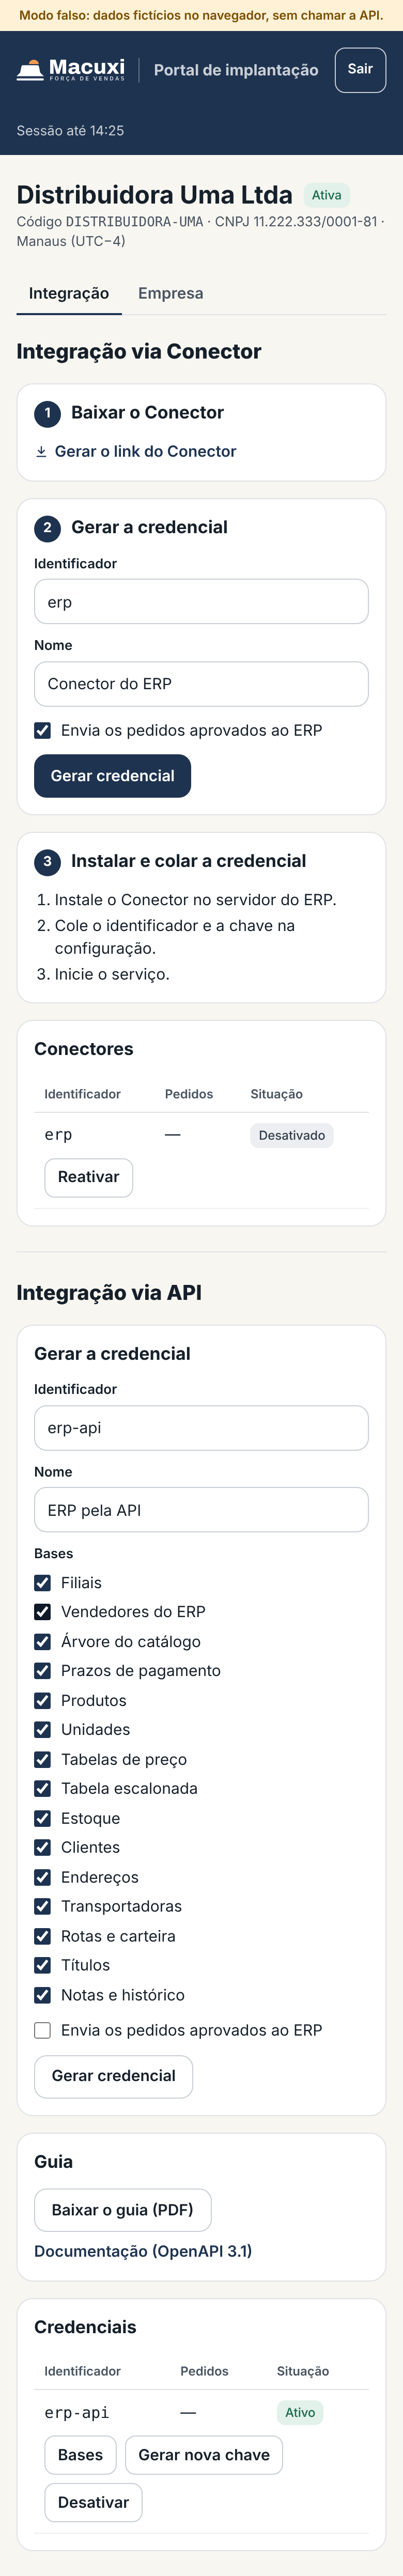 Modo falso: dados fictícios no navegador, sem chamar a API.
Macuxi
FORÇA DE VENDAS
Portal de implantação
Sair
Sessão até 14:25
Distribuidora Uma Ltda
Ativa
Código DISTRIBUIDORA-UMA · CNPJ 11.222.333/0001-81 ·
Manaus (UTC−4)
Integração
Empresa
Integração via Conector
1
Baixar o Conector
Gerar o link do Conector
2
Gerar a credencial
Identificador
erp
Nome
Conector do ERP
Envia os pedidos aprovados ao ERP
Gerar credencial
3
Instalar e colar a credencial
1. Instale o Conector no servidor do ERP.
2. Cole o identificador e a chave na
configuração.
3. Inicie o serviço.
Conectores
Identificador Pedidos Situação
erp — Desativado
Reativar
Integração via API
Gerar a credencial
Identificador
erp-api
Nome
ERP pela API
Bases
Filiais
Vendedores do ERP
Árvore do catálogo
Prazos de pagamento
Produtos
Unidades
Tabelas de preço
Tabela escalonada
Estoque
Clientes
Endereços
Transportadoras
Rotas e carteira
Títulos
Notas e histórico
Envia os pedidos aprovados ao ERP
Gerar credencial
Guia
Baixar o guia (PDF)
Documentação (OpenAPI 3.1)
Credenciais
Identificador Pedidos Situação
erp-api — Ativo
Bases
Gerar nova chave
Desativar